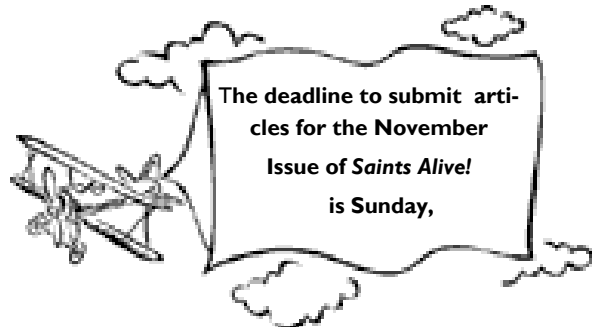 The deadline to submit arti-
cles for the November
Issue of Saints Alive!
is Sunday,